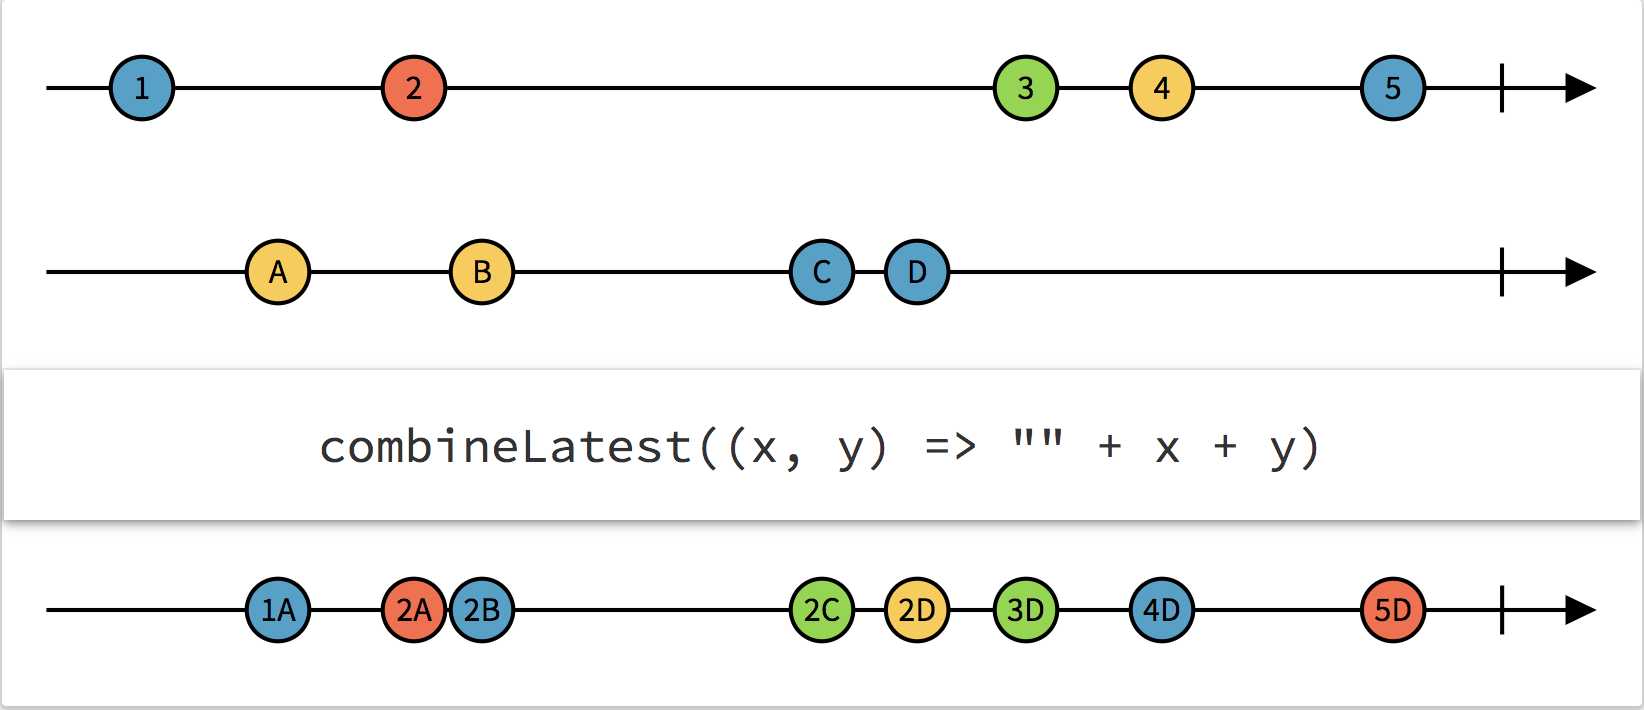 1 2 3 4 5
A B C D
combineLatest((x, y) => "" + x + y)
1A 2A 2B 2C 2D 3D 4D 5D